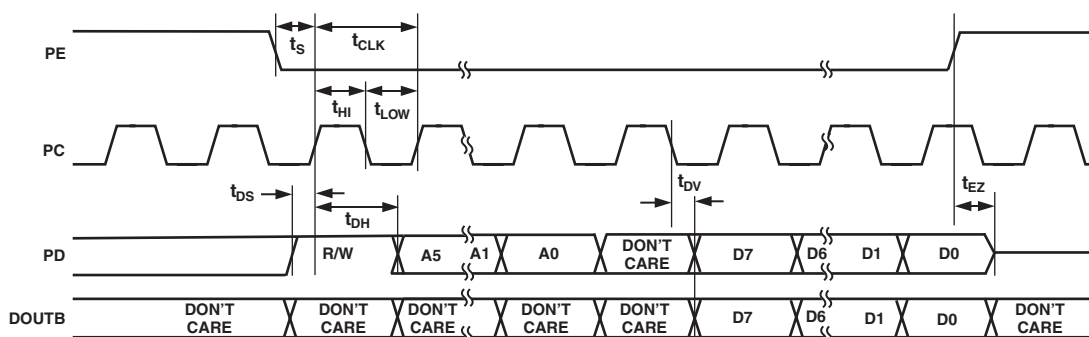 PE
tS
tCLK
tHI
tLOW
PC
tDS
tDH
tDV
tEZ
PD
R/W
A5
A1
A0
DON'T
CARE
D7
D6
D1
D0
DOUTB
DON'T
CARE
DON'T
CARE
DON'T
CARE
DON'T
CARE
DON'T
CARE
D7
D6
D1
D0
DON'T
CARE